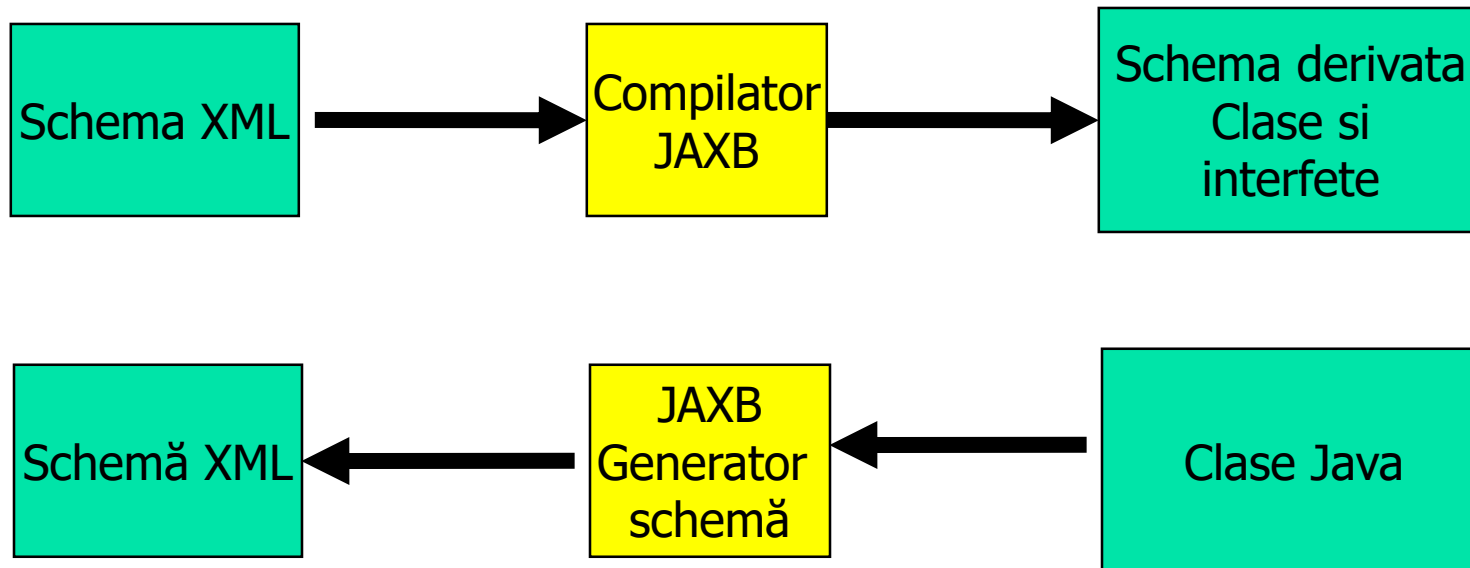 Schema XML
Compilator
JAXB
Schema derivata
Clase si
interfete
Schemă XML
JAXB
Generator
schemă
Clase Java